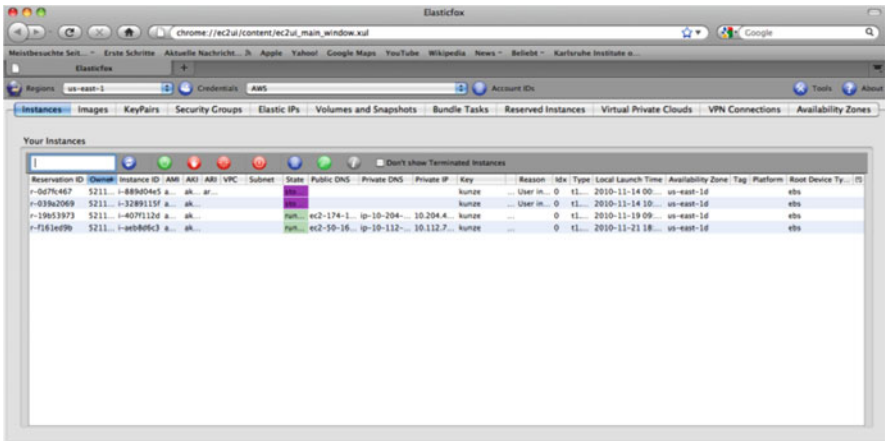 Elasticfox
chrome://ec2ui/content/ec2ui_main_window.xul
Google
Meistbesuchte Seit... Erste Schritte Aktuelle Nachricht... Apple Yahoo! Google Maps YouTube Wikipedia News Beliebt Karlsruhe Institute o...
Elasticfox +
Regions us-east-1 Credentials AWS Account IDs Tools About
Instances Images KeyPairs Security Groups Elastic IPs Volumes and Snapshots Bundle Tasks Reserved Instances Virtual Private Clouds VPN Connections Availability Zones
Your Instances
Don't show Terminated Instances
Reservation ID Owner Instance ID AMI AKI ARI VPC Subnet State Public DNS Private DNS Private IP Key Reason Idx Type Local Launch Time Availability Zone Tag Platform Root Device Ty...
r-0d7fc467 5211... i-889d04e5 a... ak... ar... sto... kunze ... User in... 0 t1.... 2010-11-14 00:... us-east-1d ebs
r-039a2069 5211... i-3289115f a... ak... sto... kunze ... User in... 0 t1.... 2010-11-14 10:... us-east-1d ebs
r-19b53973 5211... i-407f112d a... ak... run... ec2-174-1... ip-10-204-... 10.204.4... kunze ... 0 t1.... 2010-11-19 09:... us-east-1d ebs
r-f161ed9b 5211... i-aeb8d6c3 a... ak... run... ec2-50-16... ip-10-112-... 10.112.7... kunze ... 0 t1.... 2010-11-21 18:... us-east-1d ebs